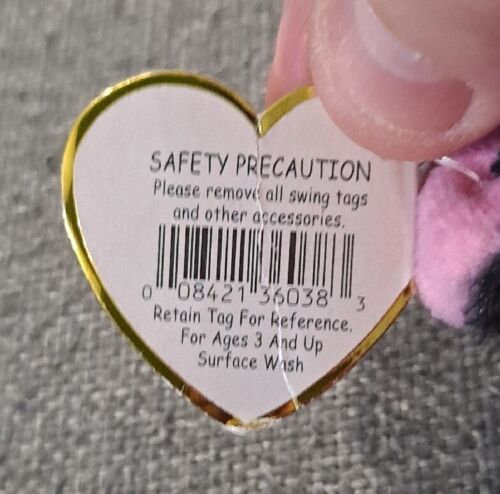 SAFETY PRECAUTION
Please remove all swing tags
and other accessories.
0 08421 36038 3
Retain Tag For Reference.
For Ages 3 And Up
Surface Wash